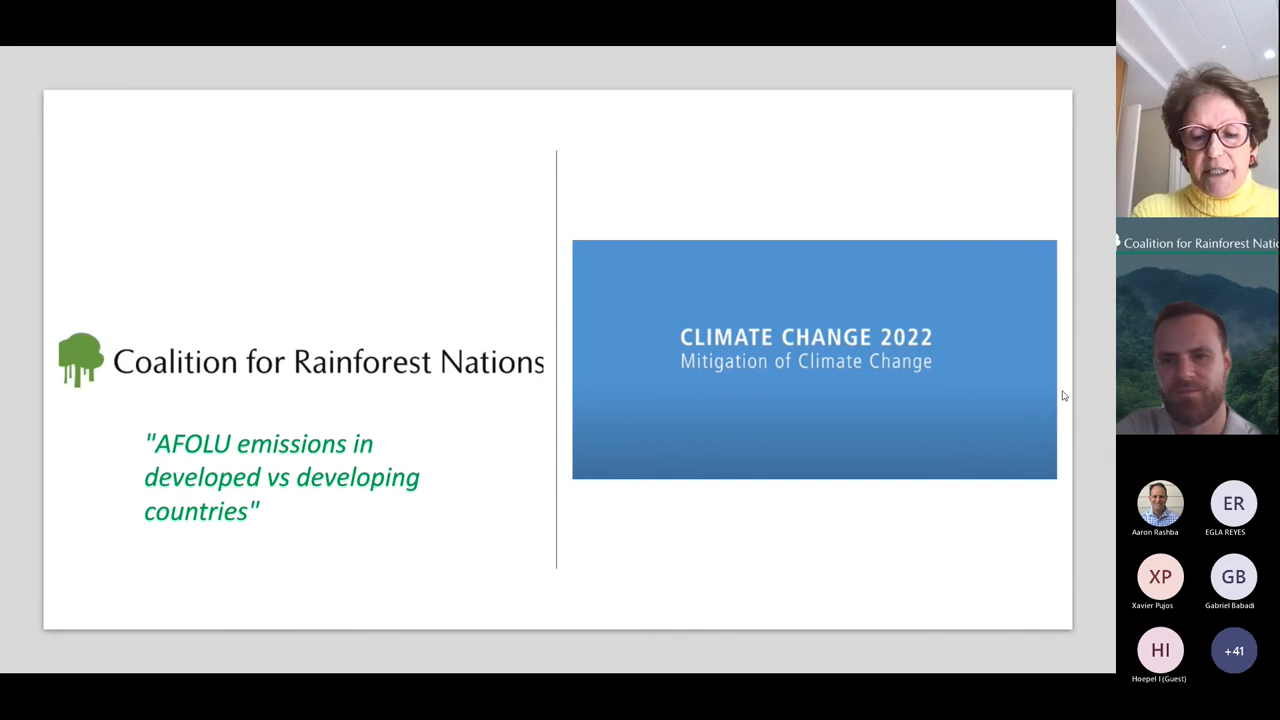 Coalition for Rainforest Nations
"AFOLU emissions in
developed vs developing
countries"
CLIMATE CHANGE 2022
Mitigation of Climate Change
Coalition for Rainforest Natio
Aaron Rashba
ER
EGLA REYES
XP
Xavier Pujos
GB
Gabriel Babadi
HI
Hoepel I (Guest)
+41